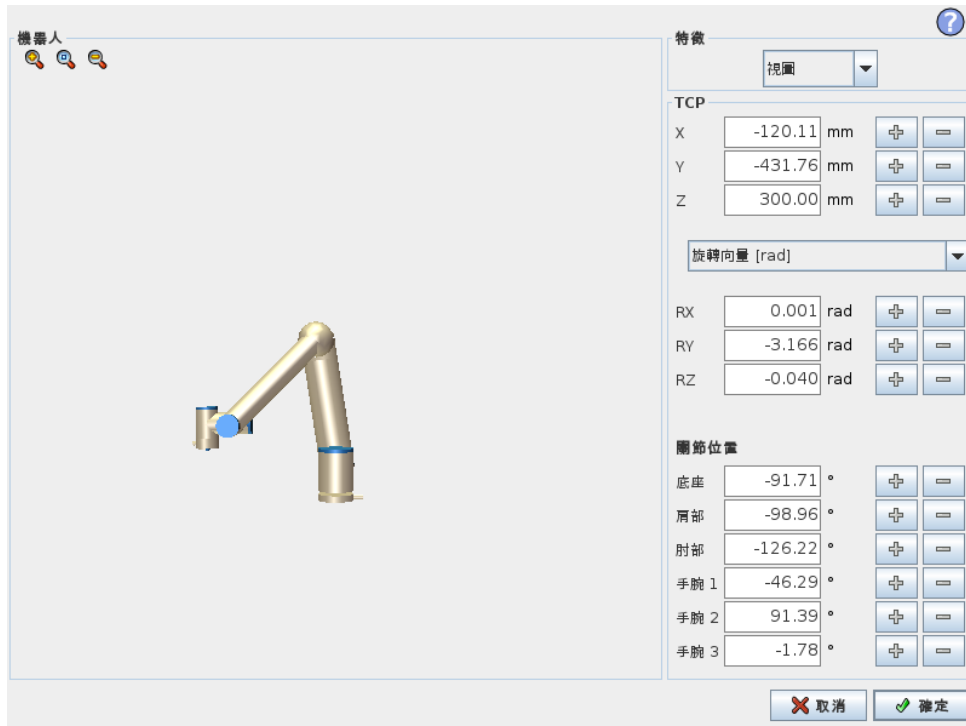 機器人
特徵
視圖
TCP
X -120.11 mm
Y -431.76 mm
Z 300.00 mm
旋轉向量 [rad]
RX 0.001 rad
RY -3.166 rad
RZ -0.040 rad
關節位置
底座 -91.71 °
肩部 -98.96 °
肘部 -126.22 °
手腕 1 -46.29 °
手腕 2 91.39 °
手腕 3 -1.78 °
取消 確定